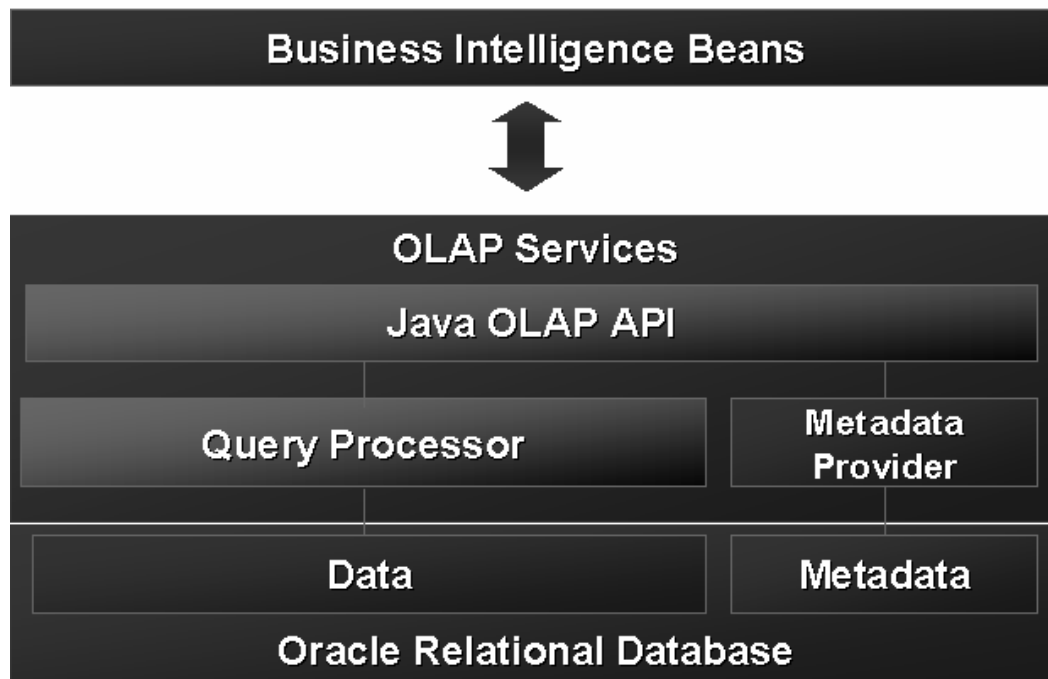 Business Intelligence Beans
OLAP Services
Java OLAP API
Query Processor
Metadata
Provider
Data
Metadata
Oracle Relational Database